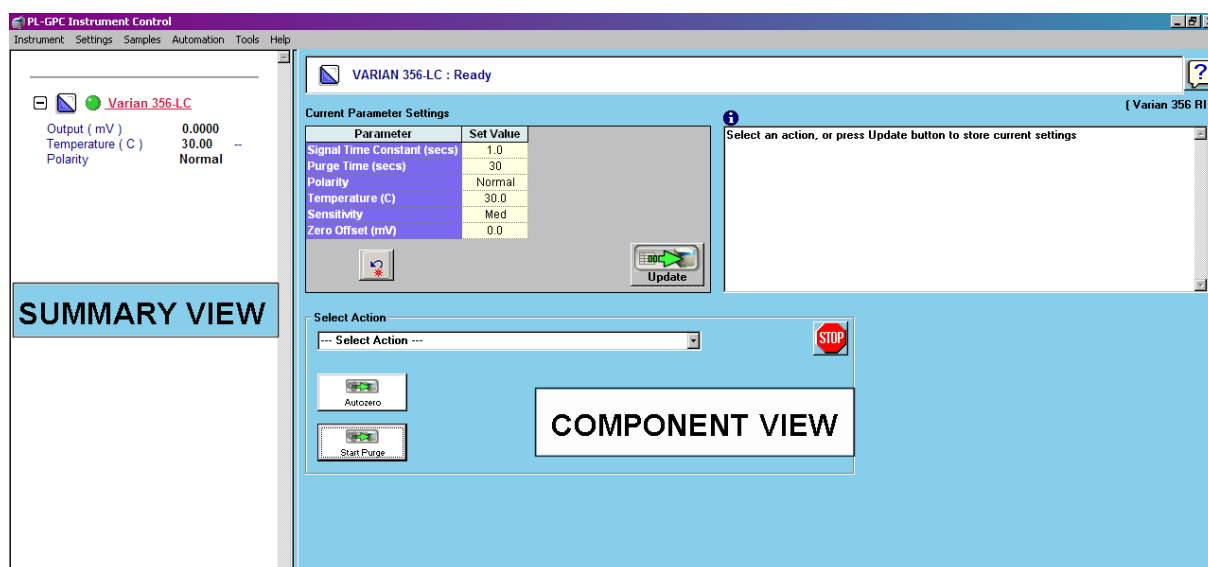 PL-GPC Instrument Control
Instrument Settings Samples Automation Tools Help
Varian 356-LC
Output ( mV ) 0.0000
Temperature ( C ) 30.00 --
Polarity Normal
SUMMARY VIEW
VARIAN 356-LC : Ready
?
( Varian 356 RI
Current Parameter Settings
Parameter Set Value
Signal Time Constant (secs) 1.0
Purge Time (secs) 30
Polarity Normal
Temperature (C) 30.0
Sensitivity Med
Zero Offset (mV) 0.0
Update
i
Select an action, or press Update button to store current settings
Select Action
--- Select Action ---
STOP
Autozero
Start Purge
COMPONENT VIEW